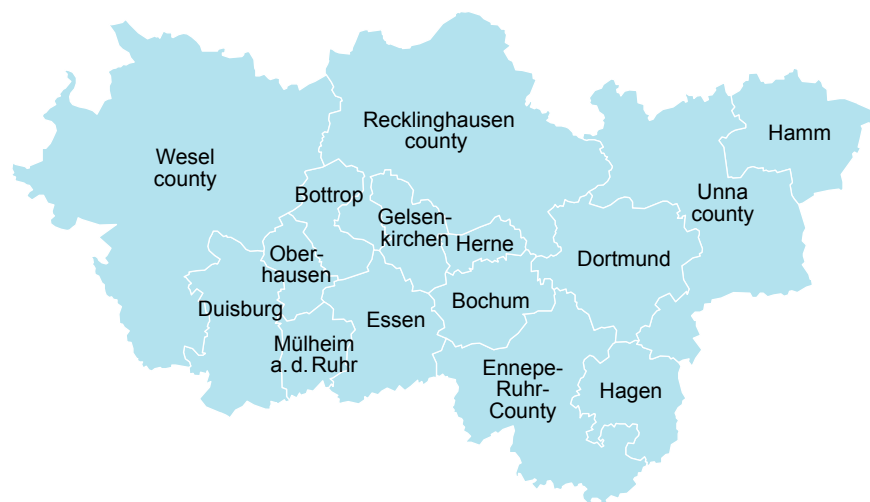 Recklinghausen
county
Hamm
Wesel
county
Bottrop
Unna
county
Gelsen-
kirchen
Herne
Ober-
hausen
Dortmund
Duisburg
Bochum
Essen
Mülheim
a. d. Ruhr
Ennepe-
Ruhr-
County
Hagen